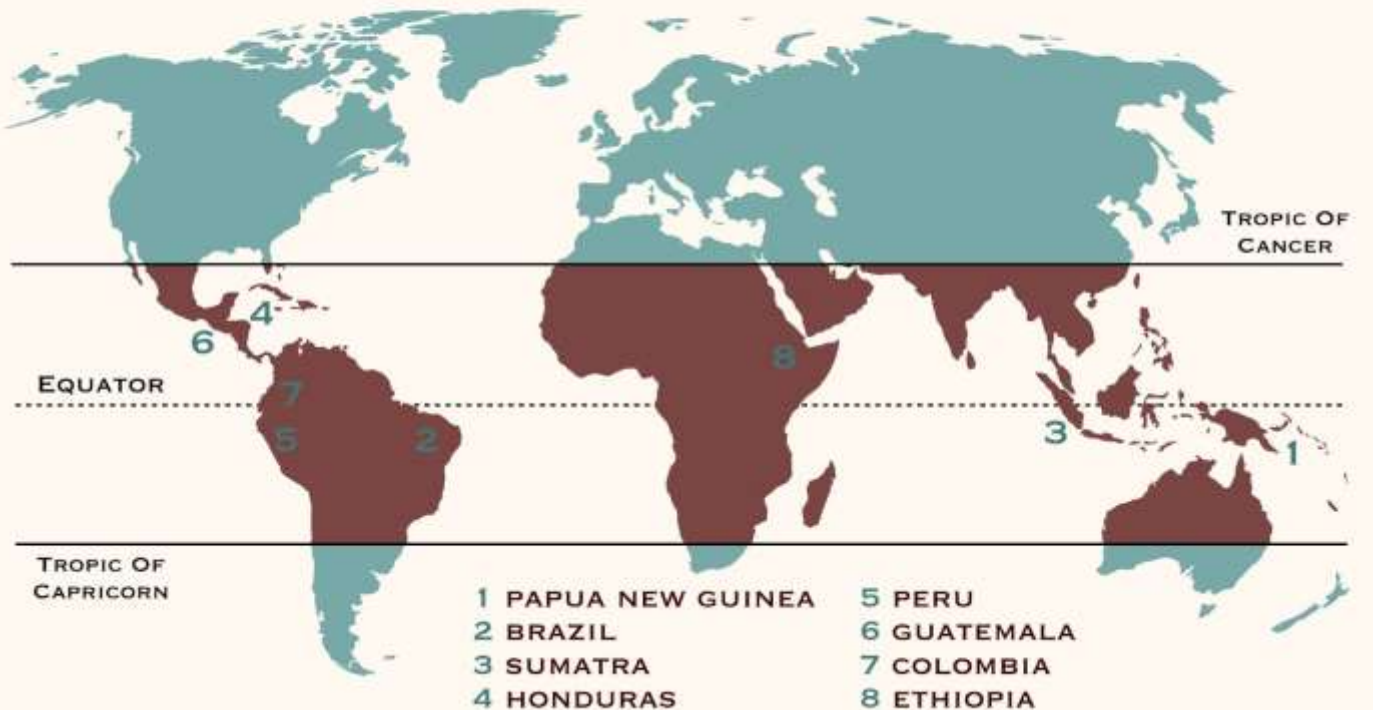 TROPIC OF
CANCER
4
6
8
EQUATOR
7
5
2
3
1
TROPIC OF
CAPRICORN
1 PAPUA NEW GUINEA
2 BRAZIL
3 SUMATRA
4 HONDURAS
5 PERU
6 GUATEMALA
7 COLOMBIA
8 ETHIOPIA